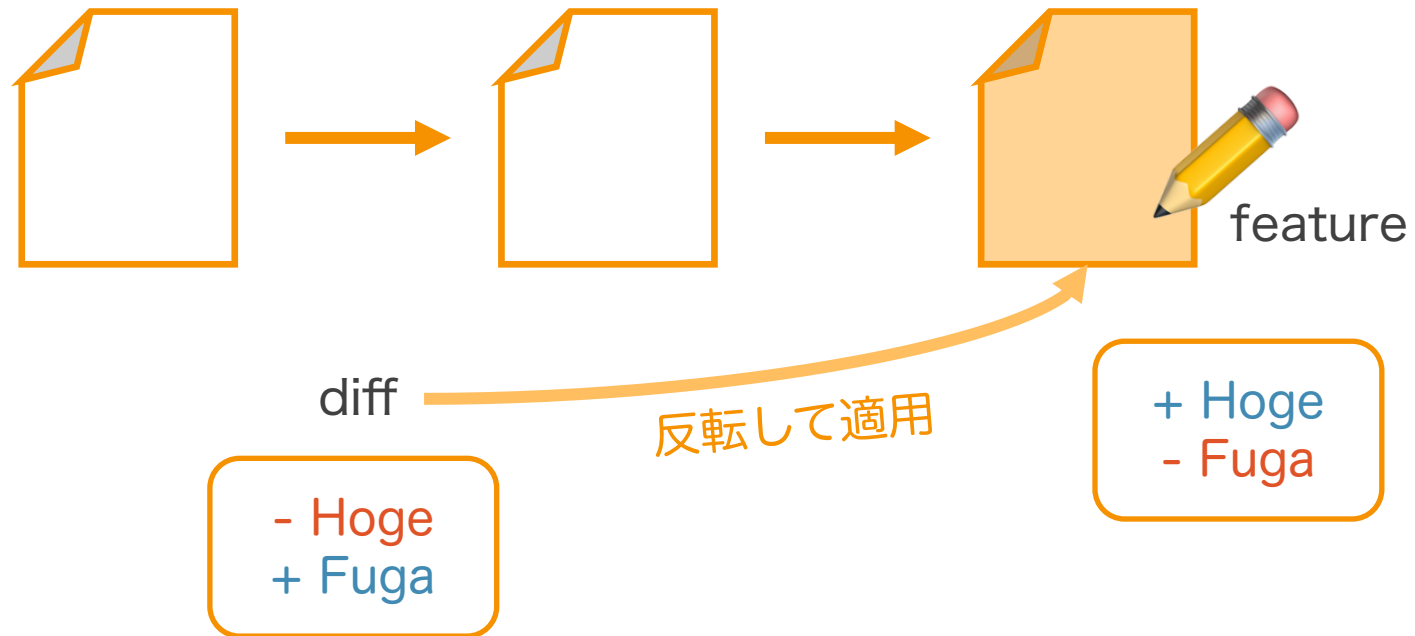 feature
diff
反転して適用
+ Hoge
- Fuga
- Hoge
+ Fuga